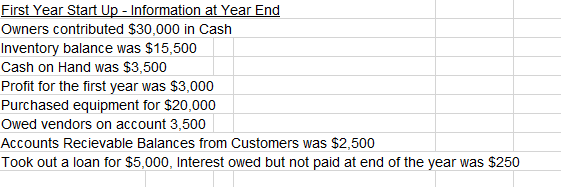 First Year Start Up - Information at Year End
Owners contributed $30,000 in Cash
Inventory balance was $15,500
Cash on Hand was $3,500
Profit for the first year was $3,000
Purchased equipment for $20,000
Owed vendors on account 3,500
Accounts Recievable Balances from Customers was $2,500
Took out a loan for $5,000, Interest owed but not paid at end of the year was $250